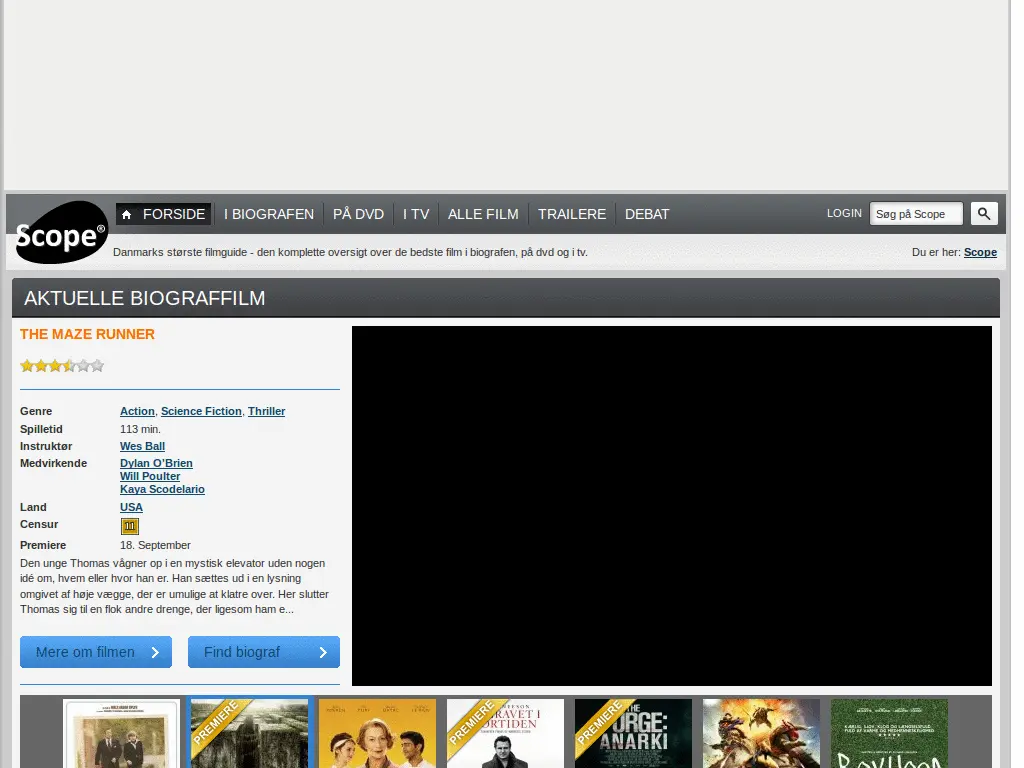 Scope®
FORSIDE
I BIOGRAFEN
PÅ DVD
I TV
ALLE FILM
TRAILERE
DEBAT
LOGIN
Søg på Scope
Danmarks største filmguide - den komplette oversigt over de bedste film i biografen, på dvd og i tv.
Du er her: Scope
AKTUELLE BIOGRAFFILM
THE MAZE RUNNER
Genre Action, Science Fiction, Thriller
Spilletid 113 min.
Instruktør Wes Ball
Medvirkende Dylan O'Brien
Will Poulter
Kaya Scodelario
Land USA
Censur 11
Premiere 18. September
Den unge Thomas vågner op i en mystisk elevator uden nogen
idé om, hvem eller hvor han er. Han sættes ud i en lysning
omgivet af høje vægge, der er umulige at klatre over. Her slutter
Thomas sig til en flok andre drenge, der ligesom ham e...
Mere om filmen
Find biograf
PREMIERE
PREMIERE
PREMIERE
THE
URGE:
ANARKI